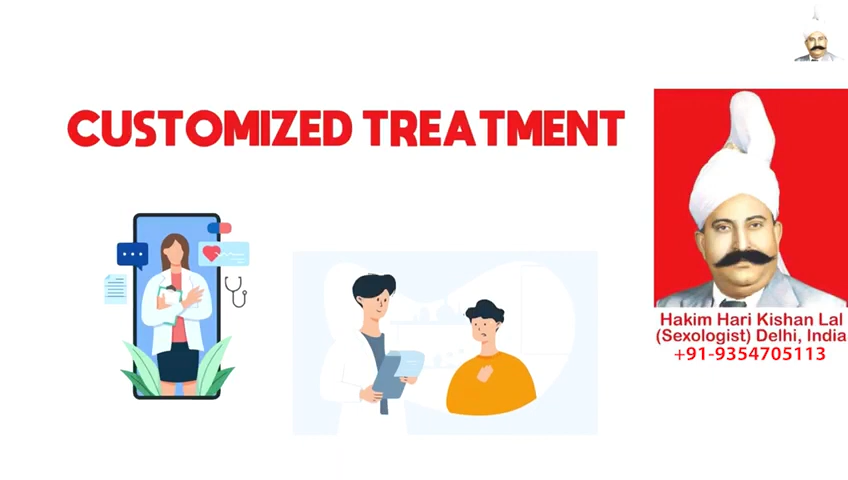 CUSTOMIZED TREATMENT
Hakim Hari Kishan Lal
(Sexologist) Delhi, India
+91-9354705113